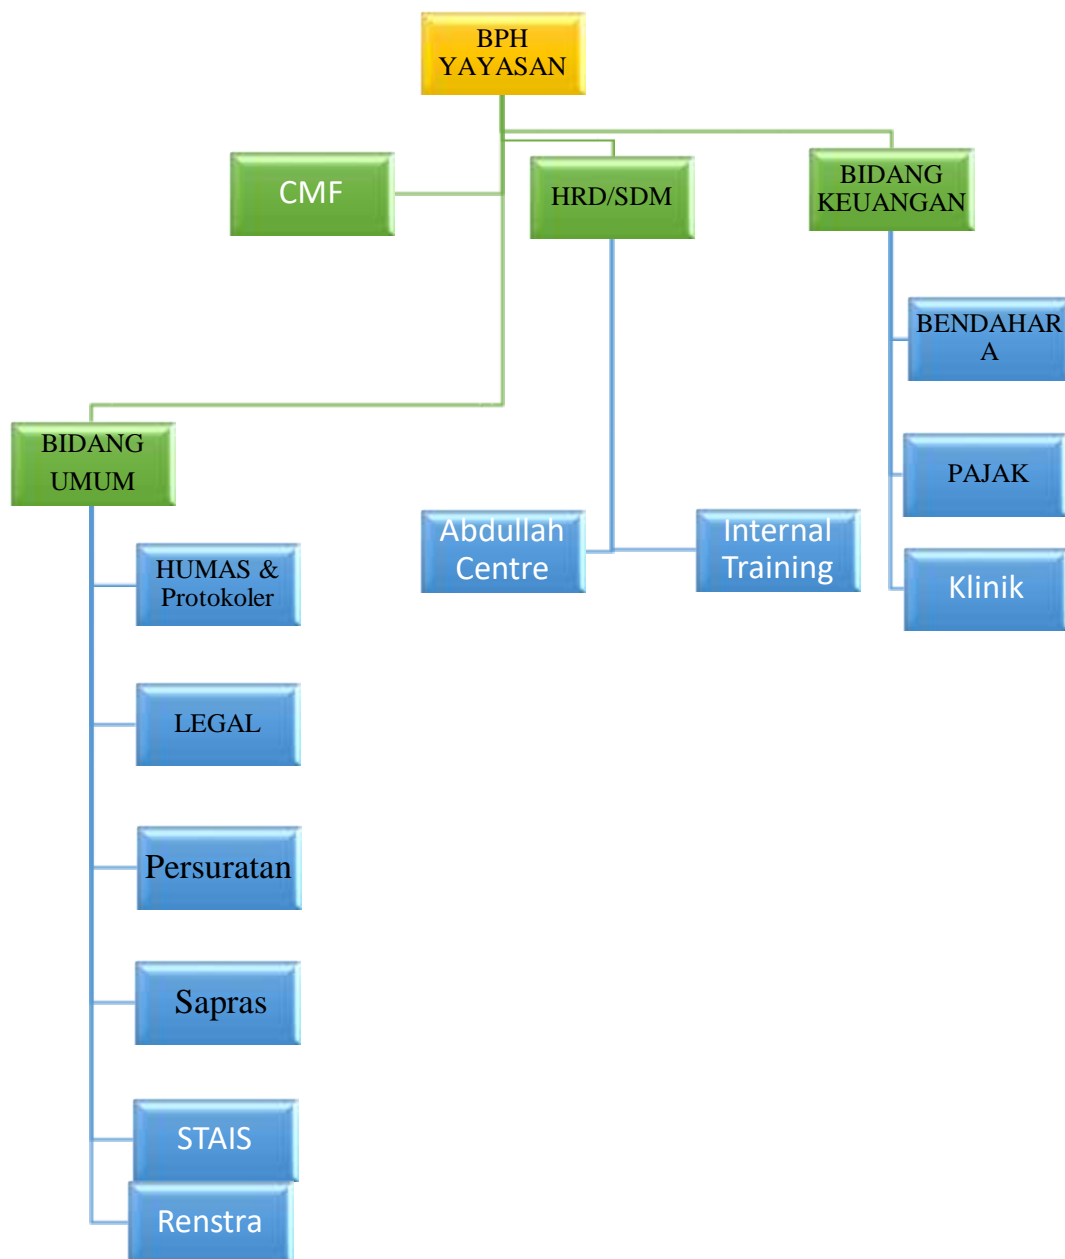 BPH
YAYASAN
CMF
HRD/SDM
BIDANG
KEUANGAN
BENDAHAR
A
PAJAK
Klinik
BIDANG
UMUM
Abdullah
Centre
Internal
Training
HUMAS &
Protokoler
LEGAL
Persuratan
Sapras
STAIS
Renstra